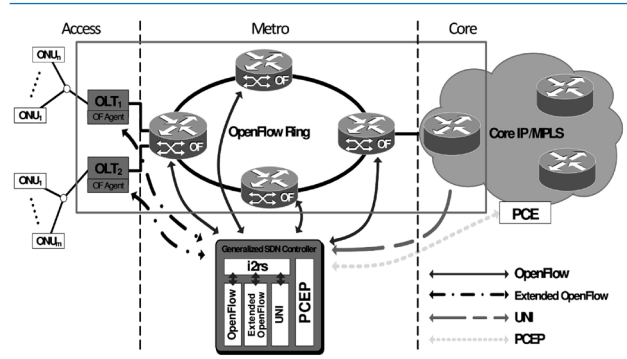 Access
Metro
Core
ONUn
ONU1
OLT1
OF Agent
OLT2
OF Agent
ONU1
ONUm
OF
OF
OF
OF
OpenFlow Ring
Core IP/MPLS
PCE
Generalized SDN Controller
i2rs
OpenFlow
Extended
OpenFlow
UNI
PCEP
OpenFlow
Extended OpenFlow
UNI
PCEP